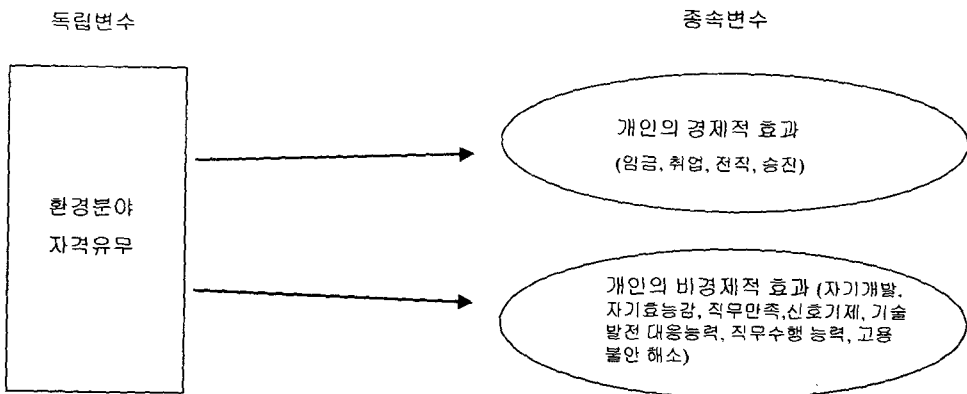 독립변수
종속변수
환경분야
자격유무
개인의 경제적 효과
(임금, 취업, 전직, 승진)
개인의 비경제적 효과 (자기개발,
자기효능감, 직무만족,신호기제, 기술
발전 대응능력, 직무수행 능력, 고용
불안 해소)